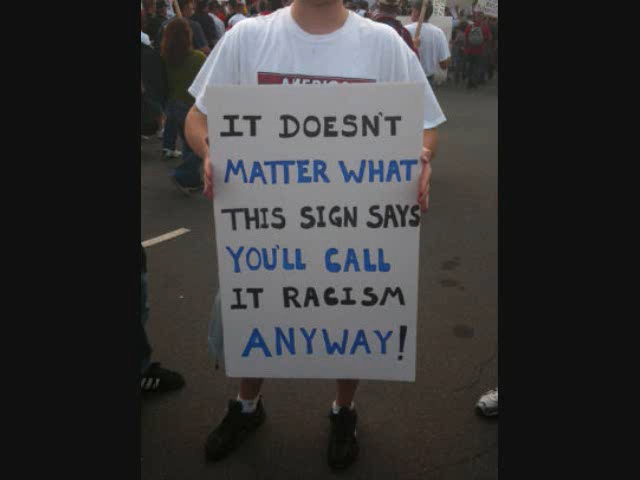 IT DOESN'T
MATTER WHAT
THIS SIGN SAYS
YOU'LL CALL
IT RACISM
ANYWAY!